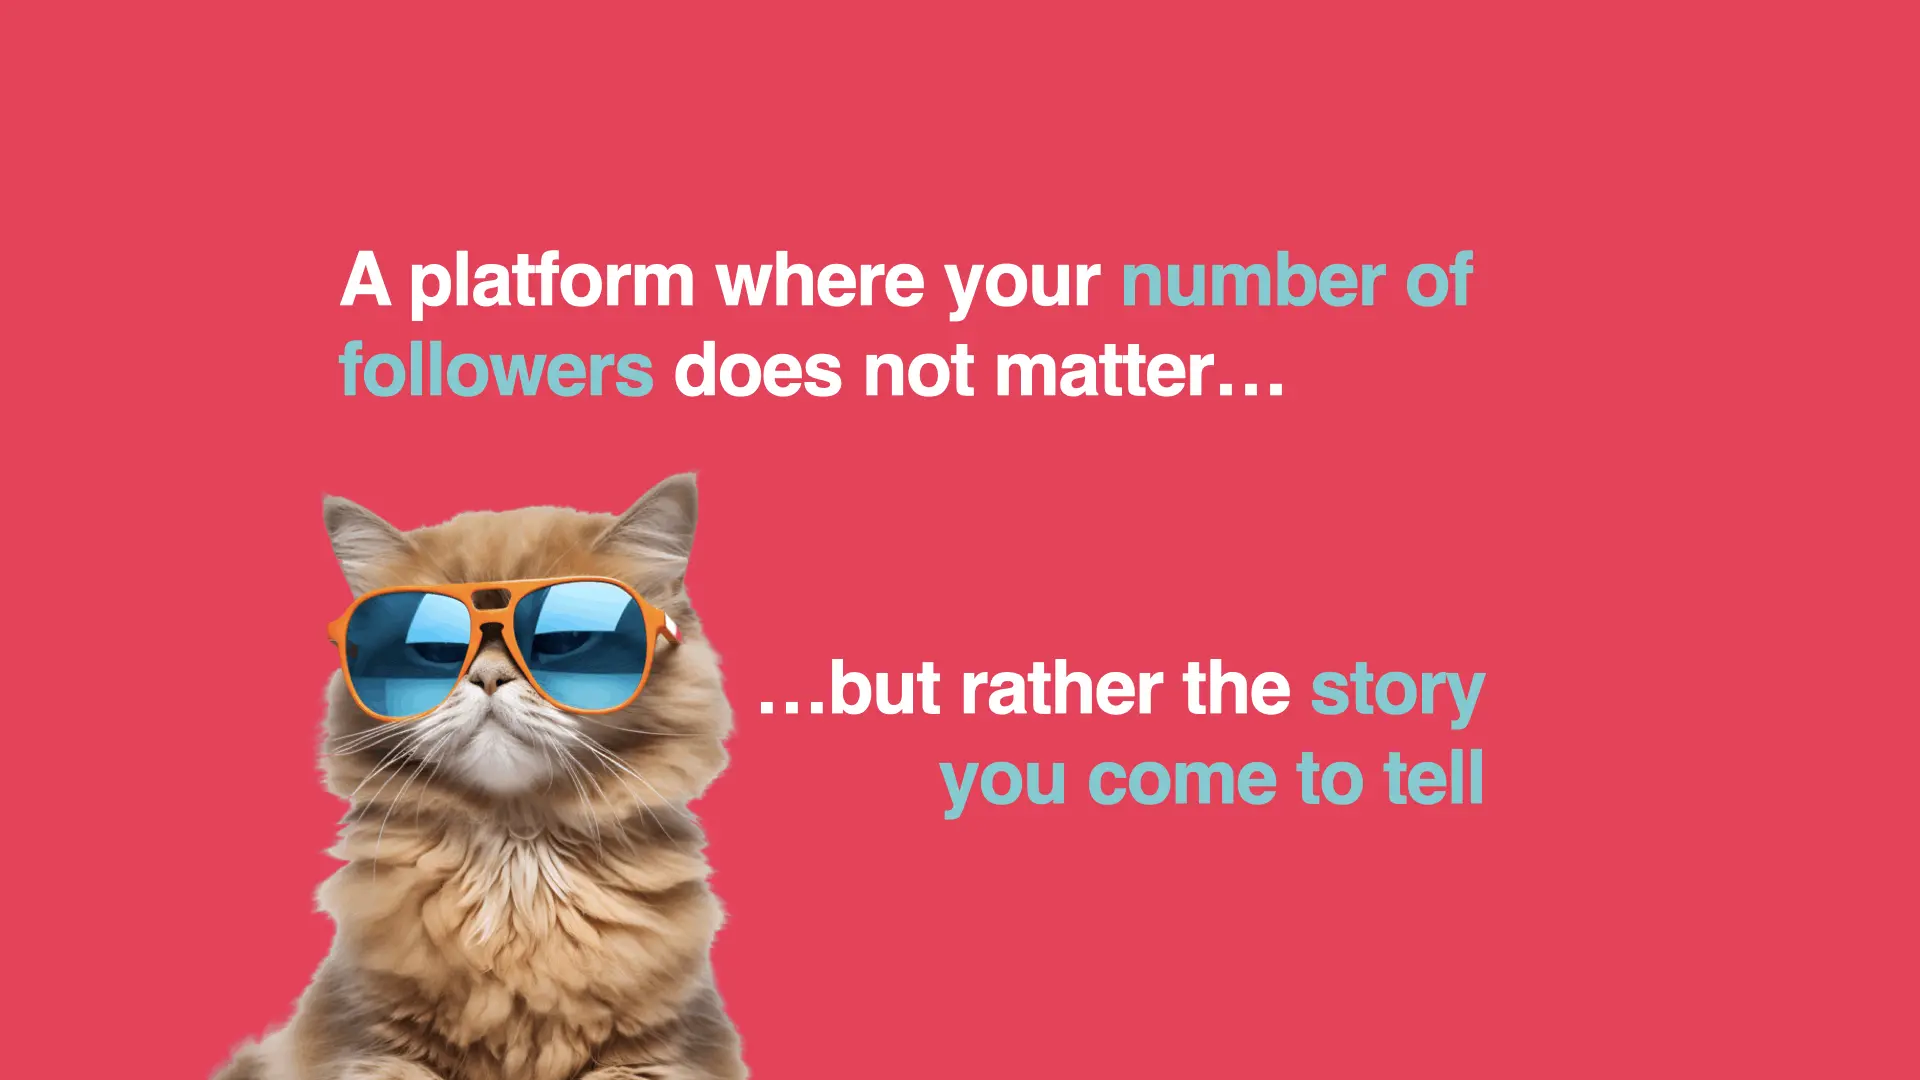 A platform where your number of
followers does not matter…
…but rather the story
you come to tell